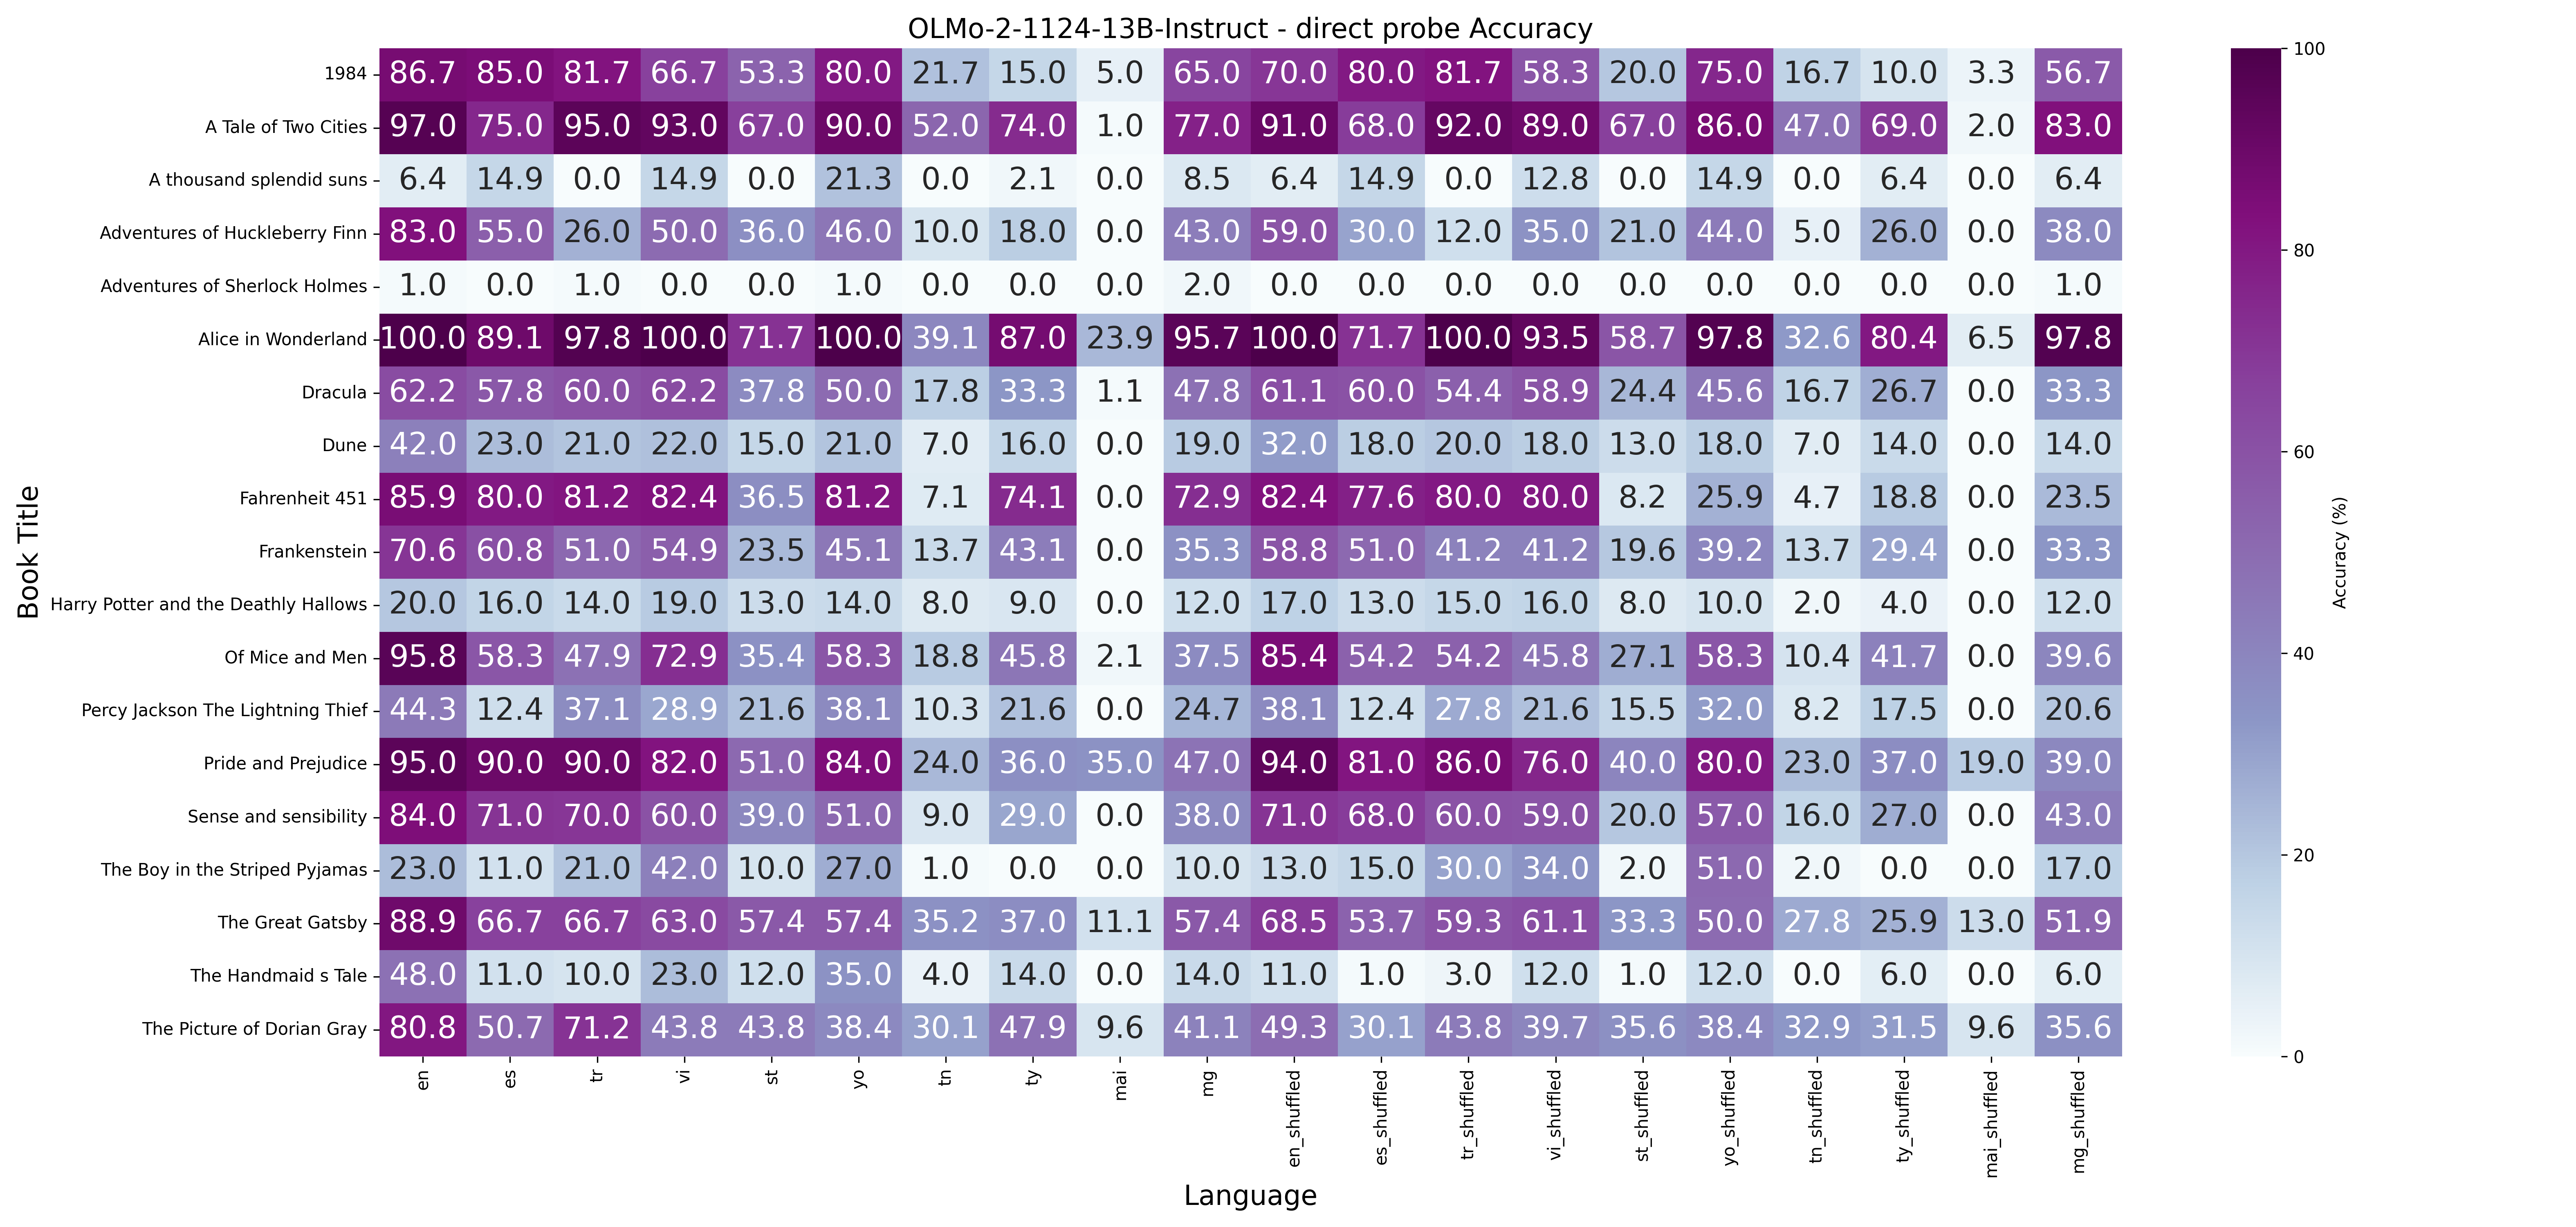 OLMo-2-1124-13B-Instruct - direct probe Accuracy
Book Title
1984 86.7 85.0 81.7 66.7 53.3 80.0 21.7 15.0 5.0 65.0 70.0 80.0 81.7 58.3 20.0 75.0 16.7 10.0 3.3 56.7
A Tale of Two Cities 97.0 75.0 95.0 93.0 67.0 90.0 52.0 74.0 1.0 77.0 91.0 68.0 92.0 89.0 67.0 86.0 47.0 69.0 2.0 83.0
A thousand splendid suns 6.4 14.9 0.0 14.9 0.0 21.3 0.0 2.1 0.0 8.5 6.4 14.9 0.0 12.8 0.0 14.9 0.0 6.4 0.0 6.4
Adventures of Huckleberry Finn 83.0 55.0 26.0 50.0 36.0 46.0 10.0 18.0 0.0 43.0 59.0 30.0 12.0 35.0 21.0 44.0 5.0 26.0 0.0 38.0
Adventures of Sherlock Holmes 1.0 0.0 1.0 0.0 0.0 1.0 0.0 0.0 0.0 2.0 0.0 0.0 0.0 0.0 0.0 0.0 0.0 0.0 0.0 1.0
Alice in Wonderland 100.0 89.1 97.8 100.0 71.7 100.0 39.1 87.0 23.9 95.7 100.0 71.7 100.0 93.5 58.7 97.8 32.6 80.4 6.5 97.8
Dracula 62.2 57.8 60.0 62.2 37.8 50.0 17.8 33.3 1.1 47.8 61.1 60.0 54.4 58.9 24.4 45.6 16.7 26.7 0.0 33.3
Dune 42.0 23.0 21.0 22.0 15.0 21.0 7.0 16.0 0.0 19.0 32.0 18.0 20.0 18.0 13.0 18.0 7.0 14.0 0.0 14.0
Fahrenheit 451 85.9 80.0 81.2 82.4 36.5 81.2 7.1 74.1 0.0 72.9 82.4 77.6 80.0 80.0 8.2 25.9 4.7 18.8 0.0 23.5
Frankenstein 70.6 60.8 51.0 54.9 23.5 45.1 13.7 43.1 0.0 35.3 58.8 51.0 41.2 41.2 19.6 39.2 13.7 29.4 0.0 33.3
Harry Potter and the Deathly Hallows 20.0 16.0 14.0 19.0 13.0 14.0 8.0 9.0 0.0 12.0 17.0 13.0 15.0 16.0 8.0 10.0 2.0 4.0 0.0 12.0
Of Mice and Men 95.8 58.3 47.9 72.9 35.4 58.3 18.8 45.8 2.1 37.5 85.4 54.2 54.2 45.8 27.1 58.3 10.4 41.7 0.0 39.6
Percy Jackson The Lightning Thief 44.3 12.4 37.1 28.9 21.6 38.1 10.3 21.6 0.0 24.7 38.1 12.4 27.8 21.6 15.5 32.0 8.2 17.5 0.0 20.6
Pride and Prejudice 95.0 90.0 90.0 82.0 51.0 84.0 24.0 36.0 35.0 47.0 94.0 81.0 86.0 76.0 40.0 80.0 23.0 37.0 19.0 39.0
Sense and sensibility 84.0 71.0 70.0 60.0 39.0 51.0 9.0 29.0 0.0 38.0 71.0 68.0 60.0 59.0 20.0 57.0 16.0 27.0 0.0 43.0
The Boy in the Striped Pyjamas 23.0 11.0 21.0 42.0 10.0 27.0 1.0 0.0 0.0 10.0 13.0 15.0 30.0 34.0 2.0 51.0 2.0 0.0 0.0 17.0
The Great Gatsby 88.9 66.7 66.7 63.0 57.4 57.4 35.2 37.0 11.1 57.4 68.5 53.7 59.3 61.1 33.3 50.0 27.8 25.9 13.0 51.9
The Handmaid s Tale 48.0 11.0 10.0 23.0 12.0 35.0 4.0 14.0 0.0 14.0 11.0 1.0 3.0 12.0 1.0 12.0 0.0 6.0 0.0 6.0
The Picture of Dorian Gray 80.8 50.7 71.2 43.8 43.8 38.4 30.1 47.9 9.6 41.1 49.3 30.1 43.8 39.7 35.6 38.4 32.9 31.5 9.6 35.6
en es tr vi st yo tn ty mai mg en_shuffled es_shuffled tr_shuffled vi_shuffled st_shuffled yo_shuffled tn_shuffled ty_shuffled mai_shuffled mg_shuffled
Language
100
80
60
40
20
0
Accuracy (%)